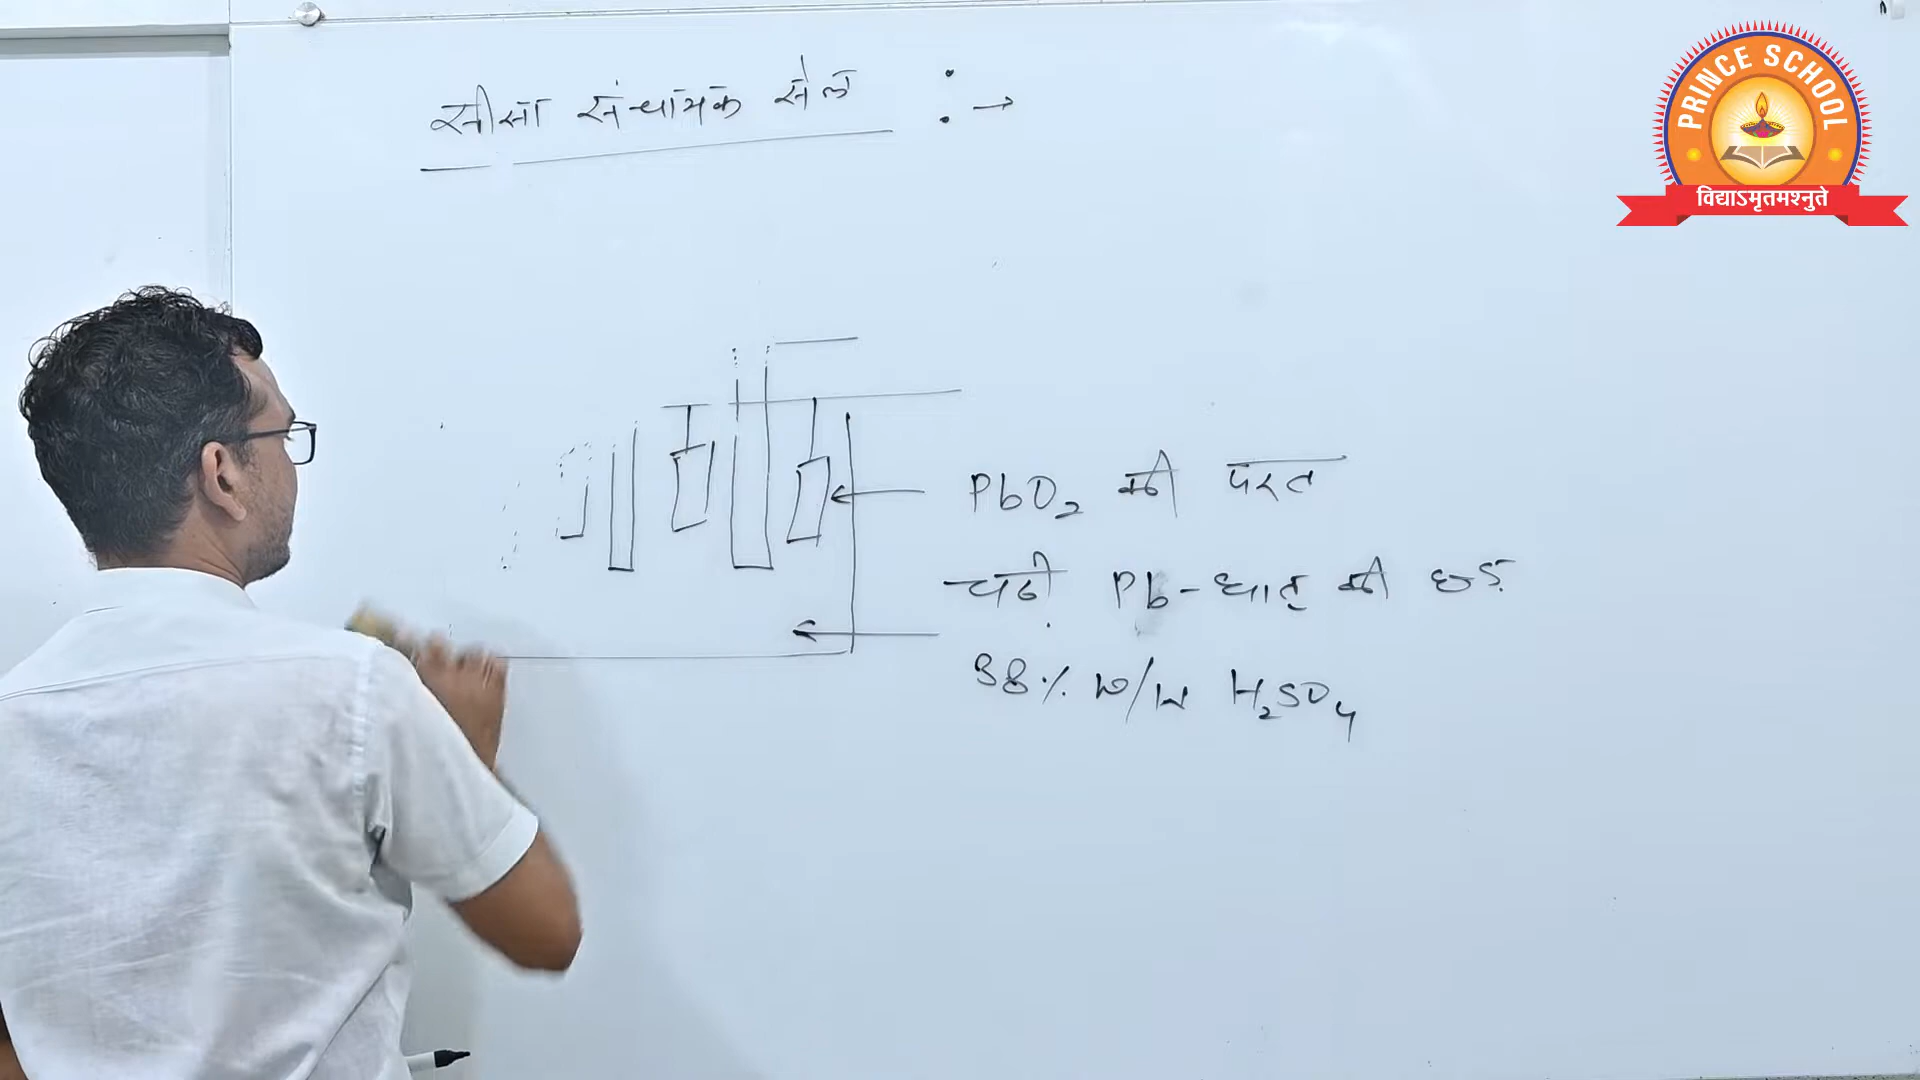 सीसा संचायक सेल :→
PRINCE SCHOOL
विद्याऽमृतमश्नुते
PbO₂ की परत
चढी Pb-धातु की छड़
38% W/W H₂SO₄